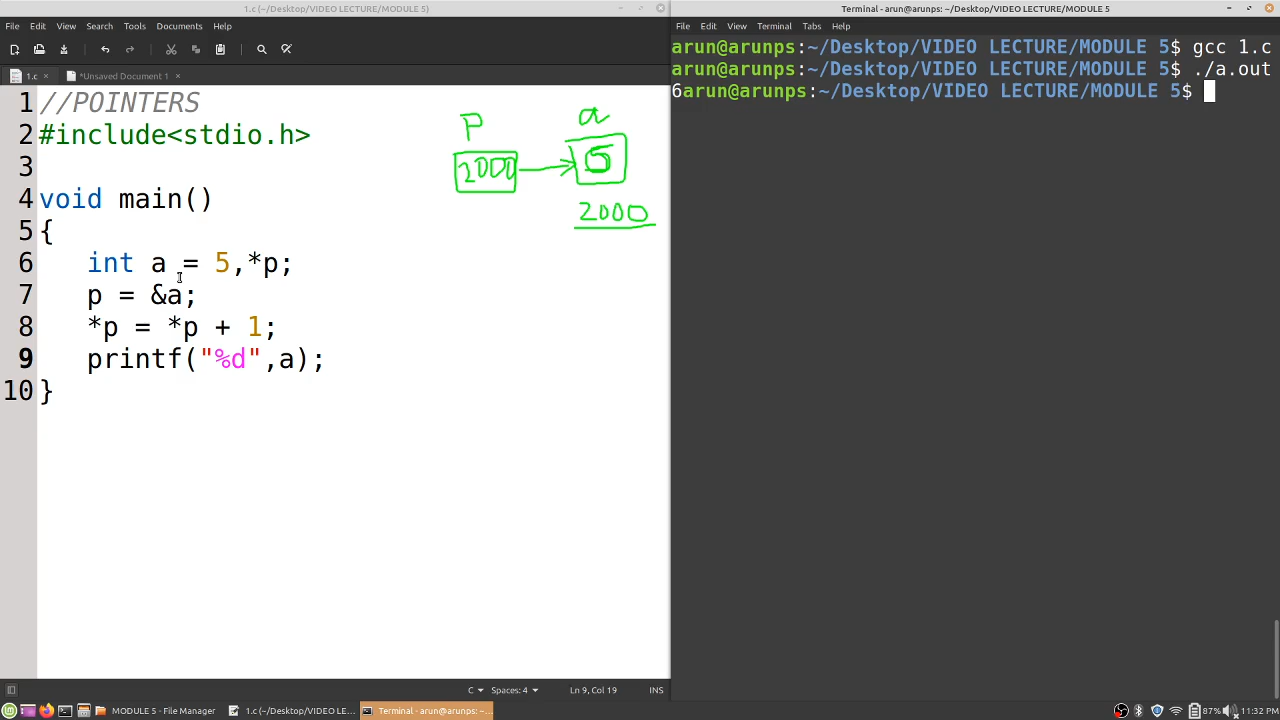 1.c (~/Desktop/VIDEO LECTURE/MODULE 5)
File Edit View Search Tools Documents Help
1.c
*Unsaved Document 1
1 //POINTERS
2 #include<stdio.h>
3
4 void main()
5 {
6 int a = 5,*p;
7 p = &a;
8 *p = *p + 1;
9 printf("%d",a);
10 }
P a
2000 5
2000
C Spaces: 4 Ln 9, Col 19 INS
Terminal - arun@arunps: ~/Desktop/VIDEO LECTURE/MODULE 5
File Edit View Terminal Tabs Help
arun@arunps:~/Desktop/VIDEO LECTURE/MODULE 5$ gcc 1.c
arun@arunps:~/Desktop/VIDEO LECTURE/MODULE 5$ ./a.out
6arun@arunps:~/Desktop/VIDEO LECTURE/MODULE 5$
MODULE 5 - File Manager 1.c (~/Desktop/VIDEO LE... Terminal - arun@arunps: ~/... 87% 11:32 PM